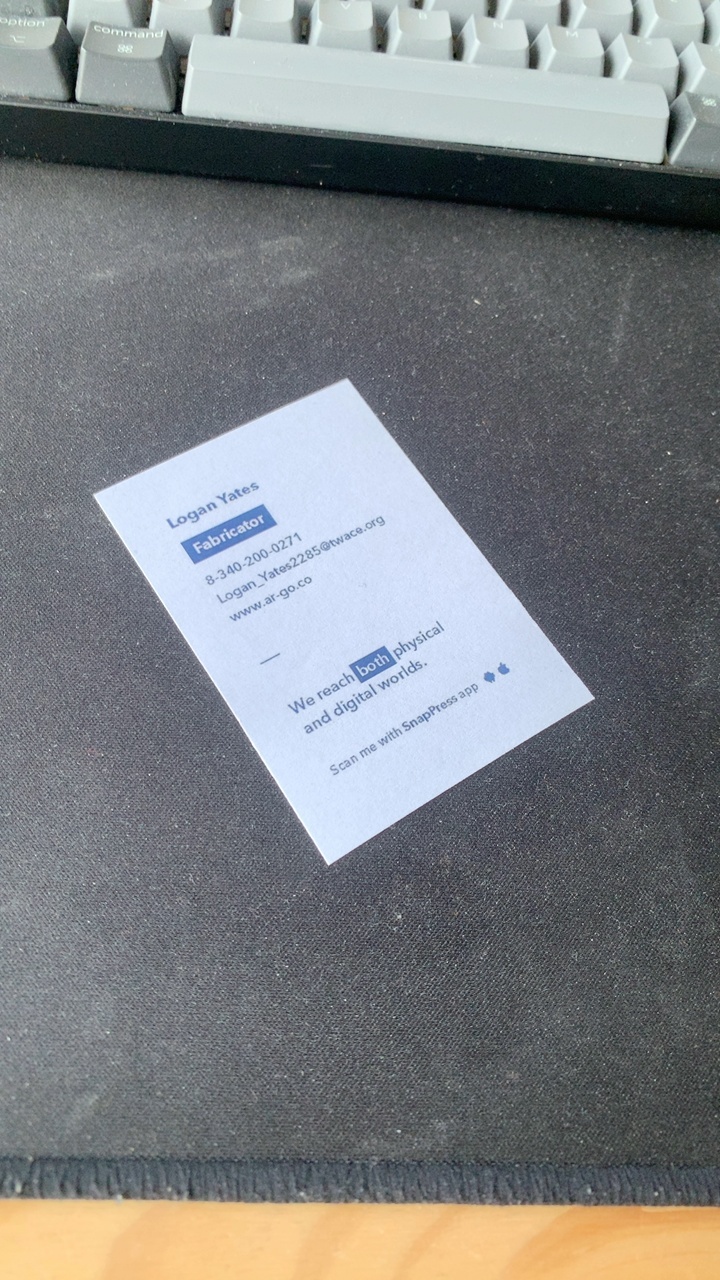 option
command
V
B
N
M
Logan Yates
Fabricator
8-340-200-0271
Logan_Yates2285@twace.org
www.ar-go.co
We reach both physical
and digital worlds.
Scan me with SnapPress app